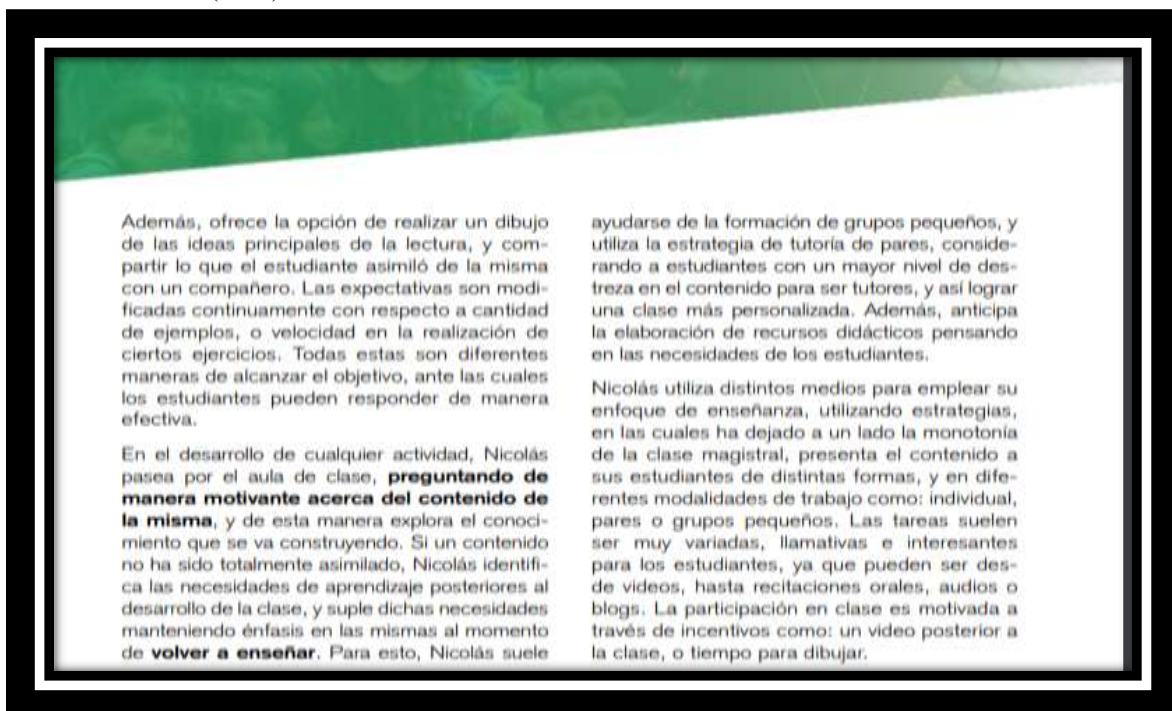 Además, ofrece la opción de realizar un dibujo
de las ideas principales de la lectura, y com-
partir lo que el estudiante asimiló de la misma
con un compañero. Las expectativas son modi-
ficadas continuamente con respecto a cantidad
de ejemplos, o velocidad en la realización de
ciertos ejercicios. Todas estas son diferentes
maneras de alcanzar el objetivo, ante las cuales
los estudiantes pueden responder de manera
efectiva.
En el desarrollo de cualquier actividad, Nicolás
pasea por el aula de clase, preguntando de
manera motivante acerca del contenido de
la misma, y de esta manera explora el conoci-
miento que se va construyendo. Si un contenido
no ha sido totalmente asimilado, Nicolás identifi-
ca las necesidades de aprendizaje posteriores al
desarrollo de la clase, y suple dichas necesidades
manteniendo énfasis en las mismas al momento
de volver a enseñar. Para esto, Nicolás suele
ayudarse de la formación de grupos pequeños, y
utiliza la estrategia de tutoría de pares, conside-
rando a estudiantes con un mayor nivel de des-
treza en el contenido para ser tutores, y así lograr
una clase más personalizada. Además, anticipa
la elaboración de recursos didácticos pensando
en las necesidades de los estudiantes.
Nicolás utiliza distintos medios para emplear su
enfoque de enseñanza, utilizando estrategias,
en las cuales ha dejado a un lado la monotonía
de la clase magistral, presenta el contenido a
sus estudiantes de distintas formas, y en dife-
rentes modalidades de trabajo como: individual,
pares o grupos pequeños. Las tareas suelen
ser muy variadas, llamativas e interesantes
para los estudiantes, ya que pueden ser des-
de videos, hasta recitaciones orales, audios o
blogs. La participación en clase es motivada a
través de incentivos como: un video posterior a
la clase, o tiempo para dibujar.